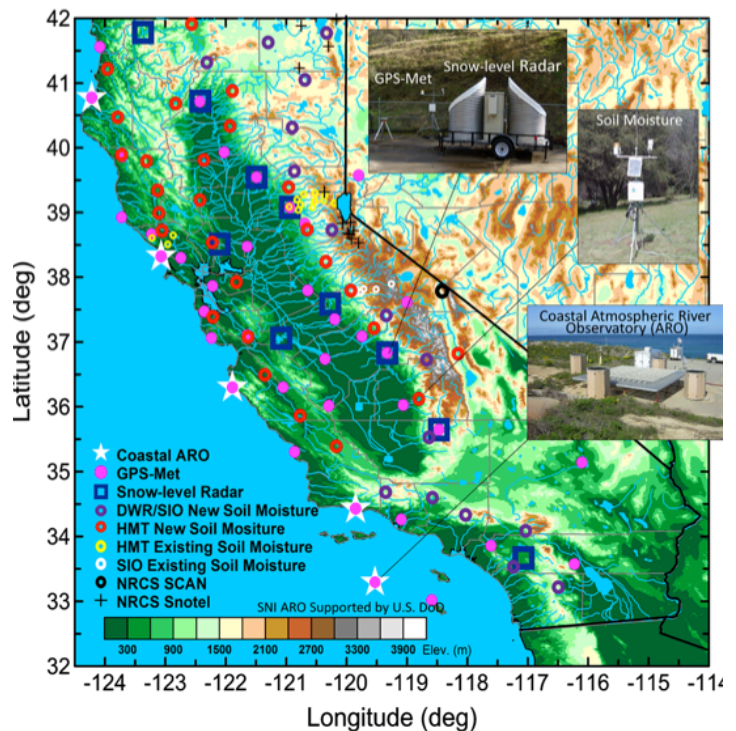 42
41
40
39
38
37
36
35
34
33
32
Latitude (deg)
GPS-Met
Snow-level Radar
Soil Moisture
Coastal Atmospheric River
Observatory (ARO)
Coastal ARO
GPS-Met
Snow-level Radar
DWR/SIO New Soil Moisture
HMT New Soil Mositure
HMT Existing Soil Moisture
SIO Existing Soil Moisture
NRCS SCAN
NRCS Snotel
SNI ARO Supported by U.S. DoD
300 900 1500 2100 2700 3300 3900 Elev. (m)
-124 -123 -122 -121 -120 -119 -118 -117 -116 -115 -114
Longitude (deg)